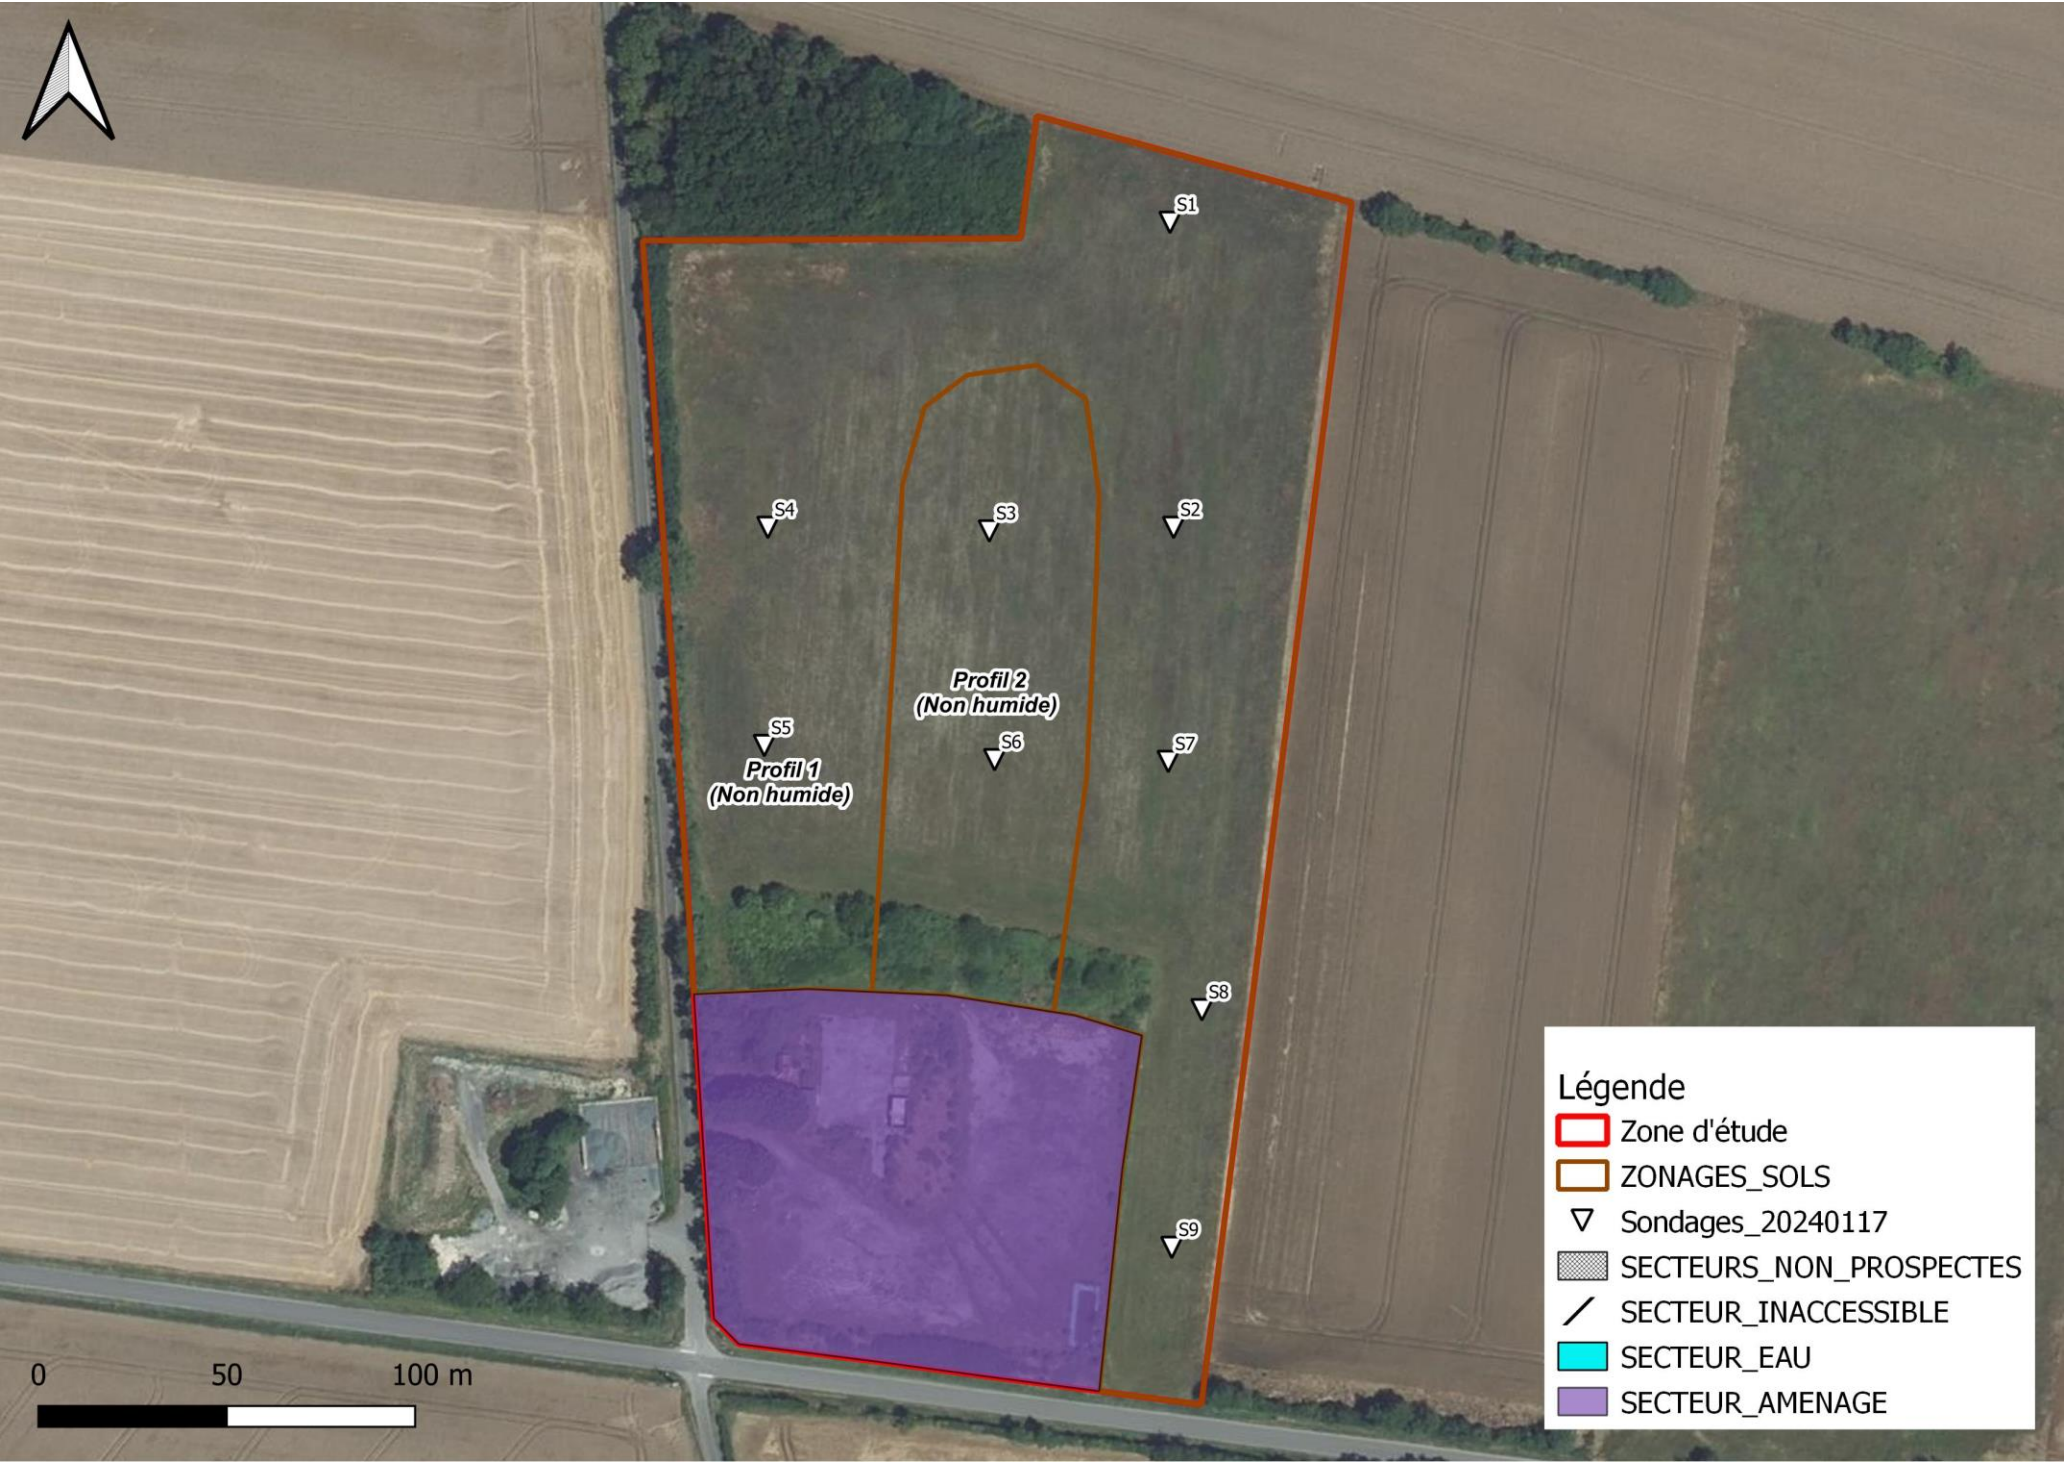 S1
S4
S3
S2
Profil 2
(Non humide)
S5
S6
S7
Profil 1
(Non humide)
S8
S9
Légende
Zone d'étude
ZONAGES_SOLS
Sondages_20240117
SECTEURS_NON_PROSPECTES
SECTEUR_INACCESSIBLE
SECTEUR_EAU
SECTEUR_AMENAGE
0 50 100 m